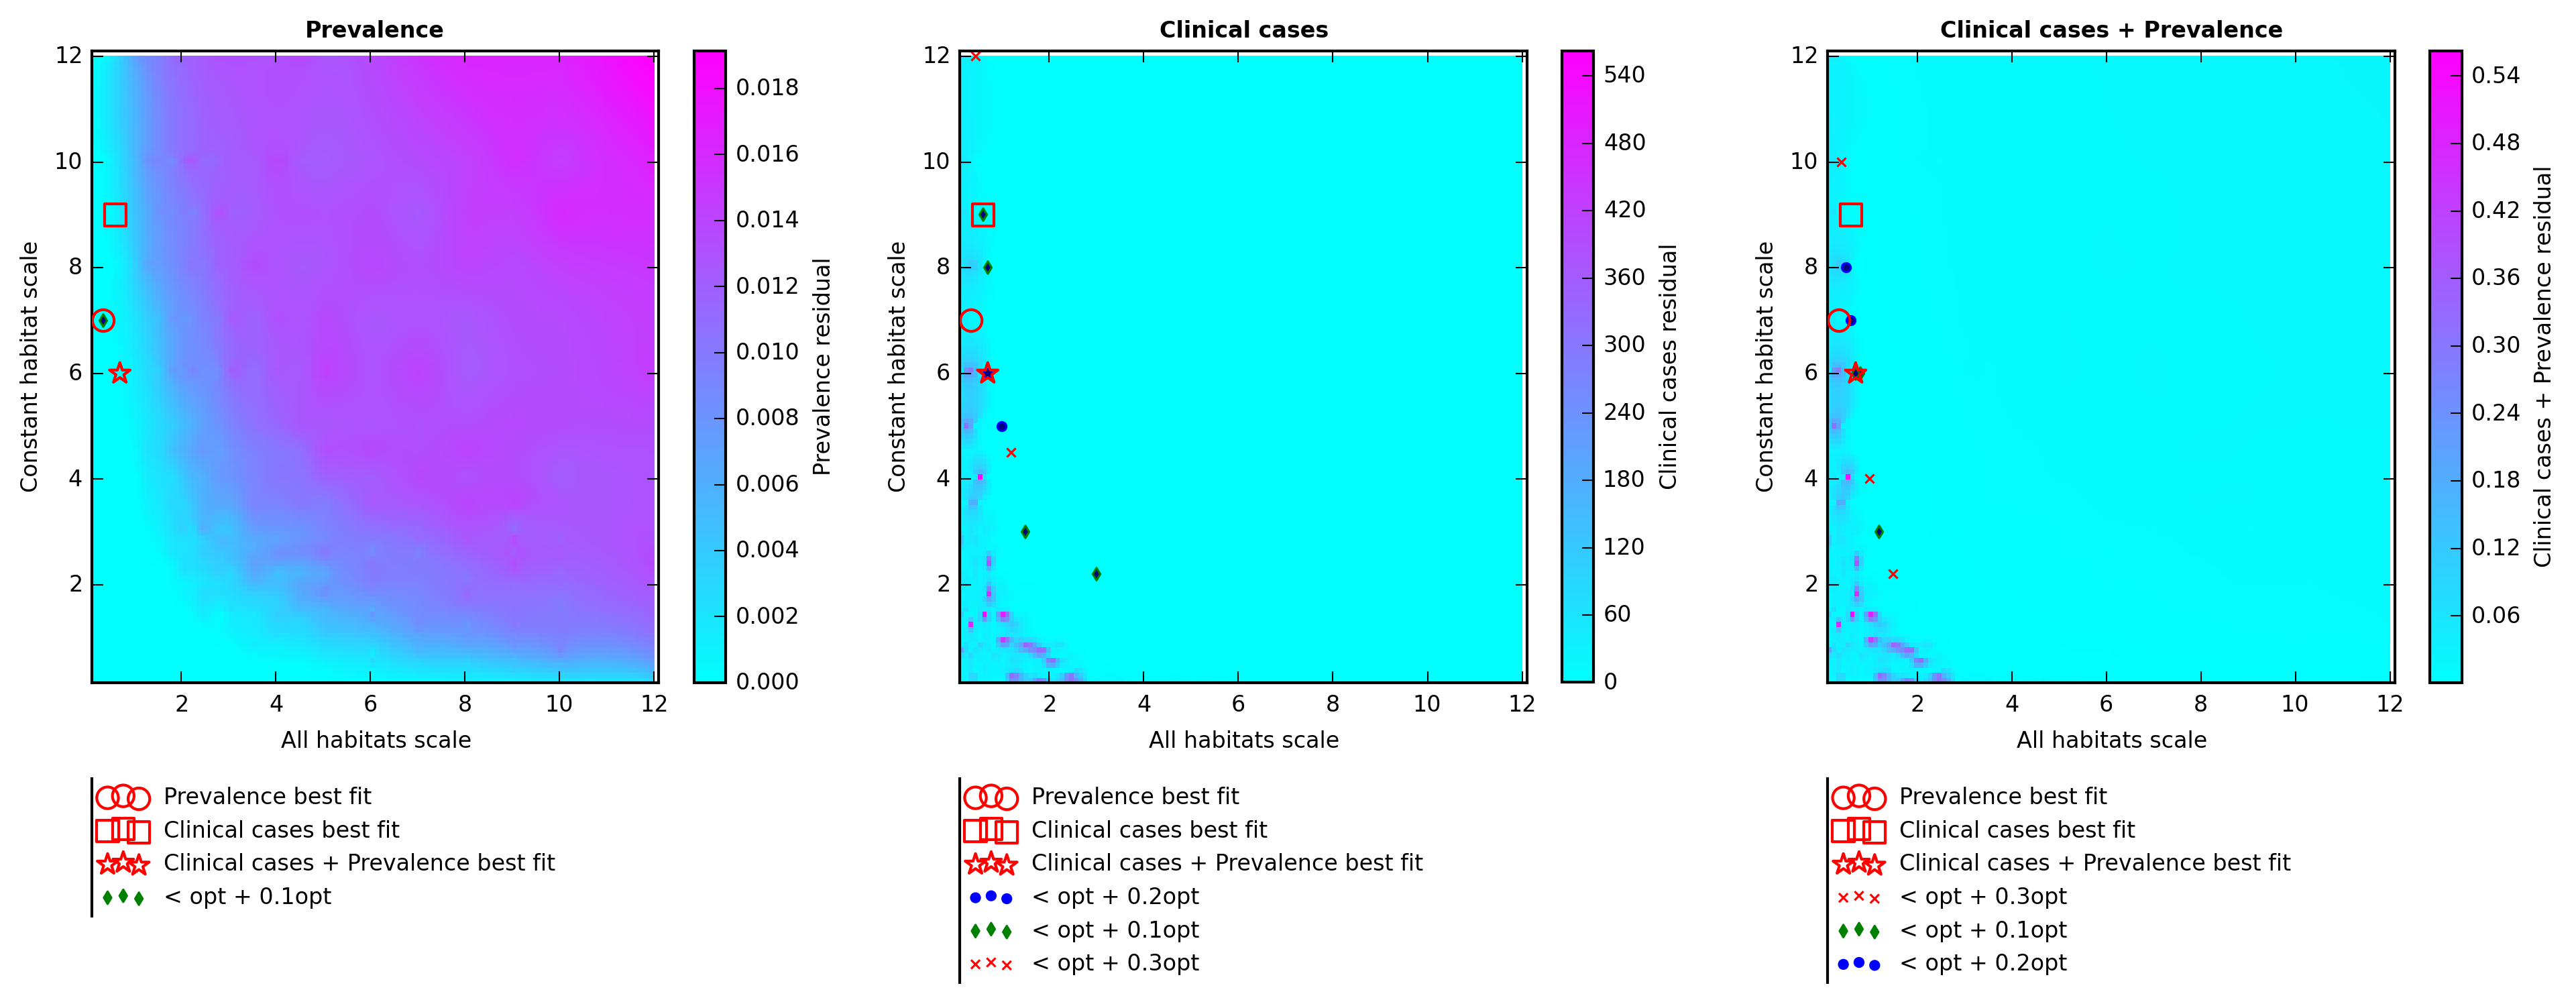 Prevalence
12
10
8
6
4
2
Constant habitat scale
2 4 6 8 10 12
All habitats scale
0.018
0.016
0.014
0.012
0.010
0.008
0.006
0.004
0.002
0.000
Prevalence residual
Prevalence best fit
Clinical cases best fit
Clinical cases + Prevalence best fit
< opt + 0.1opt
Clinical cases
12
10
8
6
4
2
Constant habitat scale
2 4 6 8 10 12
All habitats scale
540
480
420
360
300
240
180
120
60
0
Clinical cases residual
Prevalence best fit
Clinical cases best fit
Clinical cases + Prevalence best fit
< opt + 0.2opt
< opt + 0.1opt
< opt + 0.3opt
Clinical cases + Prevalence
12
10
8
6
4
2
Constant habitat scale
2 4 6 8 10 12
All habitats scale
0.54
0.48
0.42
0.36
0.30
0.24
0.18
0.12
0.06
Clinical cases + Prevalence residual
Prevalence best fit
Clinical cases best fit
Clinical cases + Prevalence best fit
< opt + 0.3opt
< opt + 0.1opt
< opt + 0.2opt